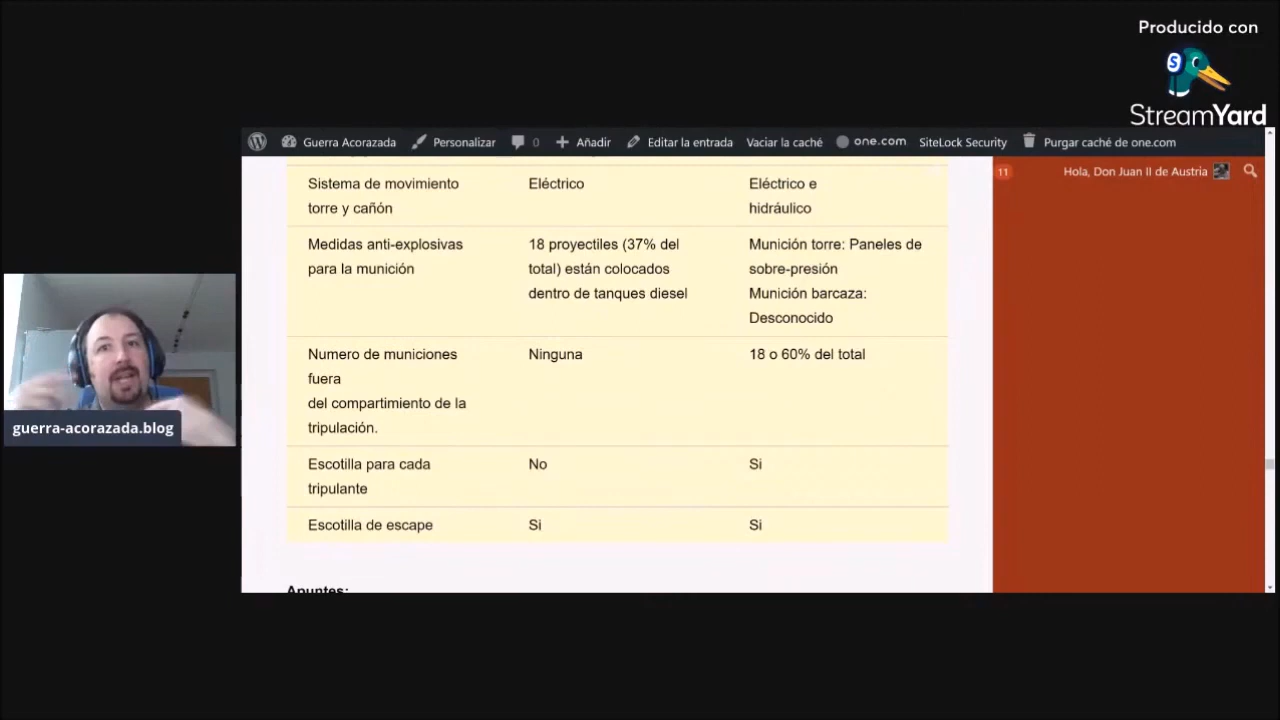 Producido con
StreamYard
Guerra Acorazada Personalizar 0 Añadir Editar la entrada Vaciar la caché one.com SiteLock Security Purgar caché de one.com
11 Hola, Don Juan II de Austria
Sistema de movimiento
torre y cañón
Eléctrico
Eléctrico e
hidráulico
Medidas anti-explosivas
para la munición
18 proyectiles (37% del
total) están colocados
dentro de tanques diesel
Munición torre: Paneles de
sobre-presión
Munición barcaza:
Desconocido
Numero de municiones
fuera
del compartimiento de la
tripulación.
Ninguna
18 o 60% del total
Escotilla para cada
tripulante
No
Si
Escotilla de escape
Si
Si
Apuntes:
guerra-acorazada.blog